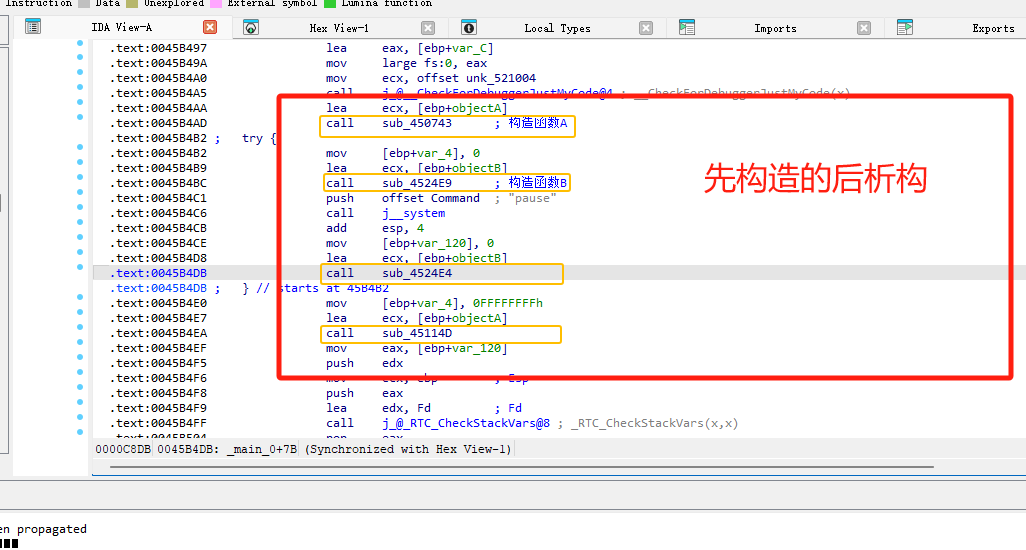 Instruction Data Unexplored External symbol Lumina function
IDA View-A Hex View-1 Local Types Imports Exports
.text:0045B497 lea eax, [ebp+var_C]
.text:0045B49A mov large fs:0, eax
.text:0045B4A0 mov ecx, offset unk_521004
.text:0045B4A5 call j_@__CheckForDebuggerJustMyCode@4 ; __CheckForDebuggerJustMyCode(x)
.text:0045B4AA lea ecx, [ebp+objectA]
.text:0045B4AD call sub_450743 ; 构造函数A
.text:0045B4B2 ; try {
.text:0045B4B2 mov [ebp+var_4], 0
.text:0045B4B9 lea ecx, [ebp+objectB]
.text:0045B4BC call sub_4524E9 ; 构造函数B
先构造的后析构
.text:0045B4C1 push offset Command ; "pause"
.text:0045B4C6 call j__system
.text:0045B4CB add esp, 4
.text:0045B4CE mov [ebp+var_120], 0
.text:0045B4D8 lea ecx, [ebp+objectB]
.text:0045B4DB call sub_4524E4
.text:0045B4DB ; } // starts at 45B4B2
.text:0045B4E0 mov [ebp+var_4], 0FFFFFFFFh
.text:0045B4E7 lea ecx, [ebp+objectA]
.text:0045B4EA call sub_45114D
.text:0045B4EF mov eax, [ebp+var_120]
.text:0045B4F5 push edx
.text:0045B4F6 mov ecx, ebp ; Esp
.text:0045B4F8 push eax
.text:0045B4F9 lea edx, Fd ; Fd
.text:0045B4FF call j_@_RTC_CheckStackVars@8 ; _RTC_CheckStackVars(x,x)
.text:0045B504 pop eax
0000C8DB 0045B4DB: _main_0+7B (Synchronized with Hex View-1)
en propagated